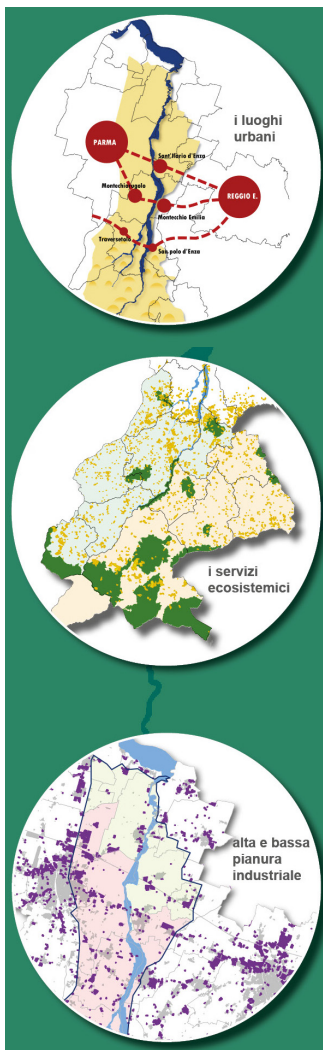 i luoghi
urbani
PARMA
Sant'Ilario d'Enza
Montechiarugolo
REGGIO E.
Montecchio Emilia
Traversetolo
San polo d'Enza
i servizi
ecosistemici
alta e bassa
pianura
industriale